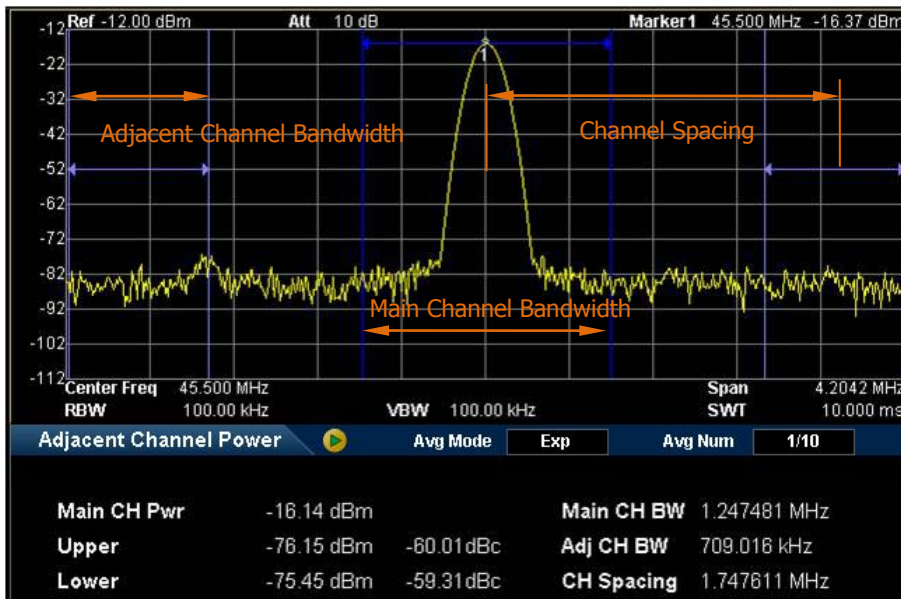 Ref -12.00 dBm Att 10 dB Marker1 45.500 MHz -16.37 dBm
-12
-22
-32
-42
-52
-62
-72
-82
-92
-102
-112
1
Adjacent Channel Bandwidth
Channel Spacing
Main Channel Bandwidth
Center Freq 45.500 MHz Span 4.2042 MHz
RBW 100.00 kHz VBW 100.00 kHz SWT 10.000 ms
Adjacent Channel Power Avg Mode Exp Avg Num 1/10
Main CH Pwr -16.14 dBm Main CH BW 1.247481 MHz
Upper -76.15 dBm -60.01dBc Adj CH BW 709.016 kHz
Lower -75.45 dBm -59.31dBc CH Spacing 1.747611 MHz